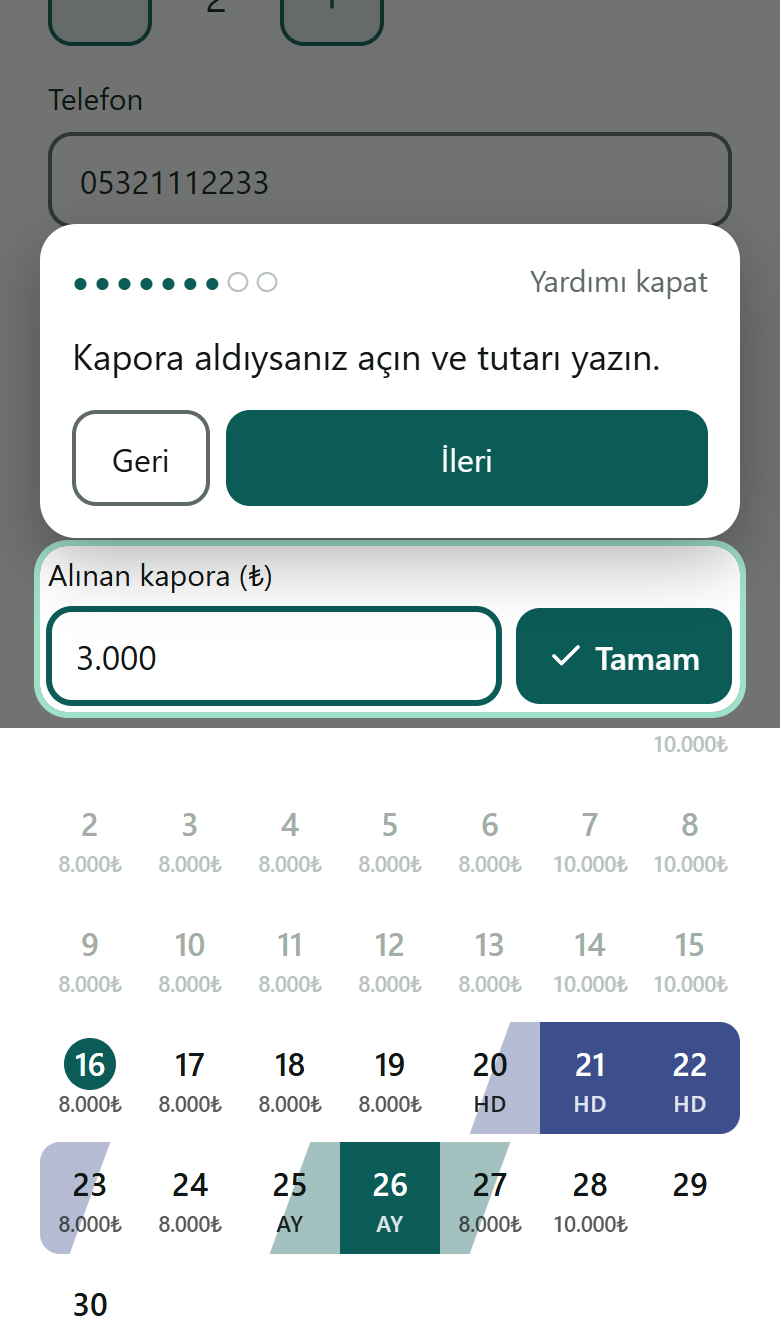 2
Telefon
05321112233
Yardımı kapat
Kapora aldıysanız açın ve tutarı yazın.
Geri İleri
Alınan kapora (₺)
3.000 Tamam
10.000₺
2 3 4 5 6 7 8
8.000₺ 8.000₺ 8.000₺ 8.000₺ 8.000₺ 10.000₺ 10.000₺
9 10 11 12 13 14 15
8.000₺ 8.000₺ 8.000₺ 8.000₺ 8.000₺ 10.000₺ 10.000₺
16 17 18 19 20 21 22
8.000₺ 8.000₺ 8.000₺ 8.000₺ HD HD HD
23 24 25 26 27 28 29
8.000₺ 8.000₺ AY AY 8.000₺ 10.000₺
30